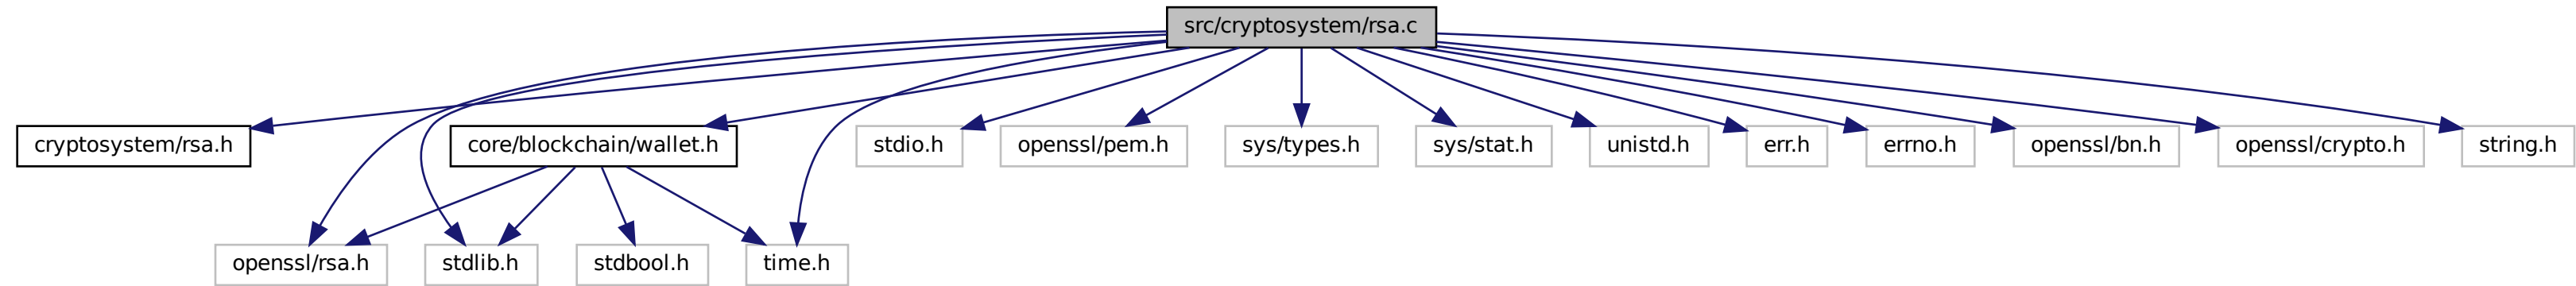 src/cryptosystem/rsa.c
cryptosystem/rsa.h
core/blockchain/wallet.h
stdio.h
openssl/pem.h
sys/types.h
sys/stat.h
unistd.h
err.h
errno.h
openssl/bn.h
openssl/crypto.h
string.h
openssl/rsa.h
stdlib.h
stdbool.h
time.h